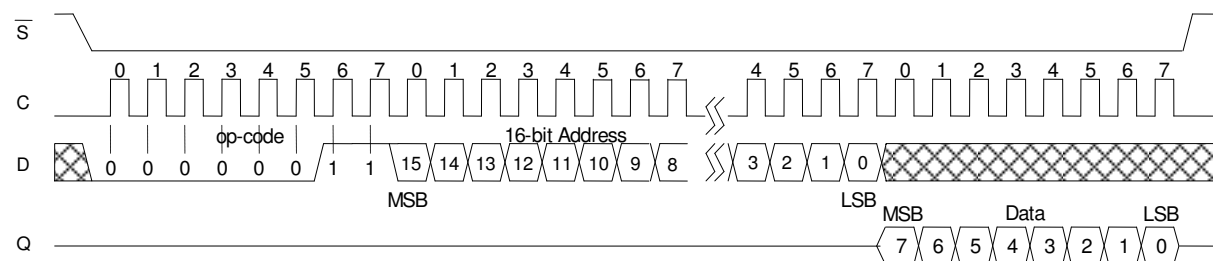 S
0 1 2 3 4 5 6 7 0 1 2 3 4 5 6 7 4 5 6 7 0 1 2 3 4 5 6 7
C
op-code 16-bit Address
D 0 0 0 0 0 0 1 1 15 14 13 12 11 10 9 8 3 2 1 0
MSB LSB MSB Data LSB
Q 7 6 5 4 3 2 1 0